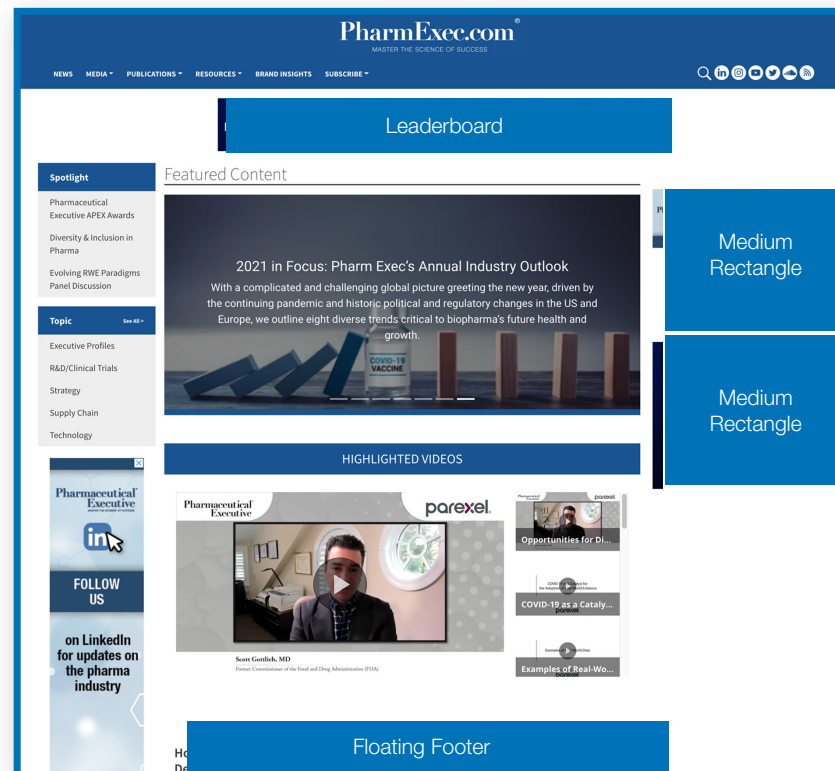 PharmExec.com®
MASTER THE SCIENCE OF SUCCESS
NEWS MEDIA PUBLICATIONS RESOURCES BRAND INSIGHTS SUBSCRIBE
Leaderboard
Spotlight
Pharmaceutical
Executive APEX Awards
Diversity & Inclusion in
Pharma
Evolving RWE Paradigms
Panel Discussion
Topic See All >
Executive Profiles
R&D/Clinical Trials
Strategy
Supply Chain
Technology
Pharmaceutical
Executive
in
FOLLOW
US
on LinkedIn
for updates on
the pharma
industry
Featured Content
2021 in Focus: Pharm Exec's Annual Industry Outlook
With a complicated and challenging global picture greeting the new year, driven by
the continuing pandemic and historic political and regulatory changes in the US and
Europe, we outline eight diverse trends critical to biopharma's future health and
growth.
COVID-19
VACCINE
Medium
Rectangle
Medium
Rectangle
HIGHLIGHTED VIDEOS
Pharmaceutical
Executive
parexel.
Scott Gottlieb, MD
Former Commissioner of the Food and Drug Administration (FDA)
parexel
Opportunities for Di...
COVID-19 as a Cataly...
Examples of Real-Wo...
Floating Footer
Ho
De